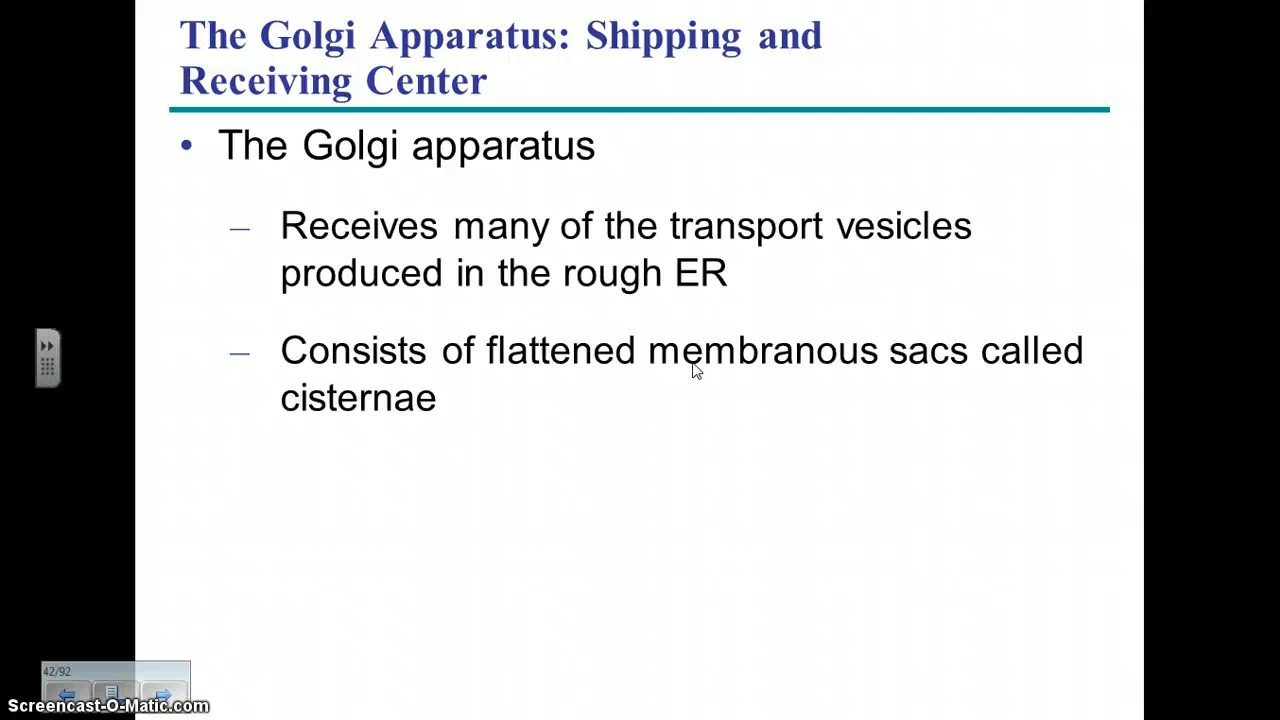 The Golgi Apparatus: Shipping and
Receiving Center
• The Golgi apparatus
– Receives many of the transport vesicles
produced in the rough ER
– Consists of flattened membranous sacs called
cisternae
42/92
Screencast-O-Matic.com